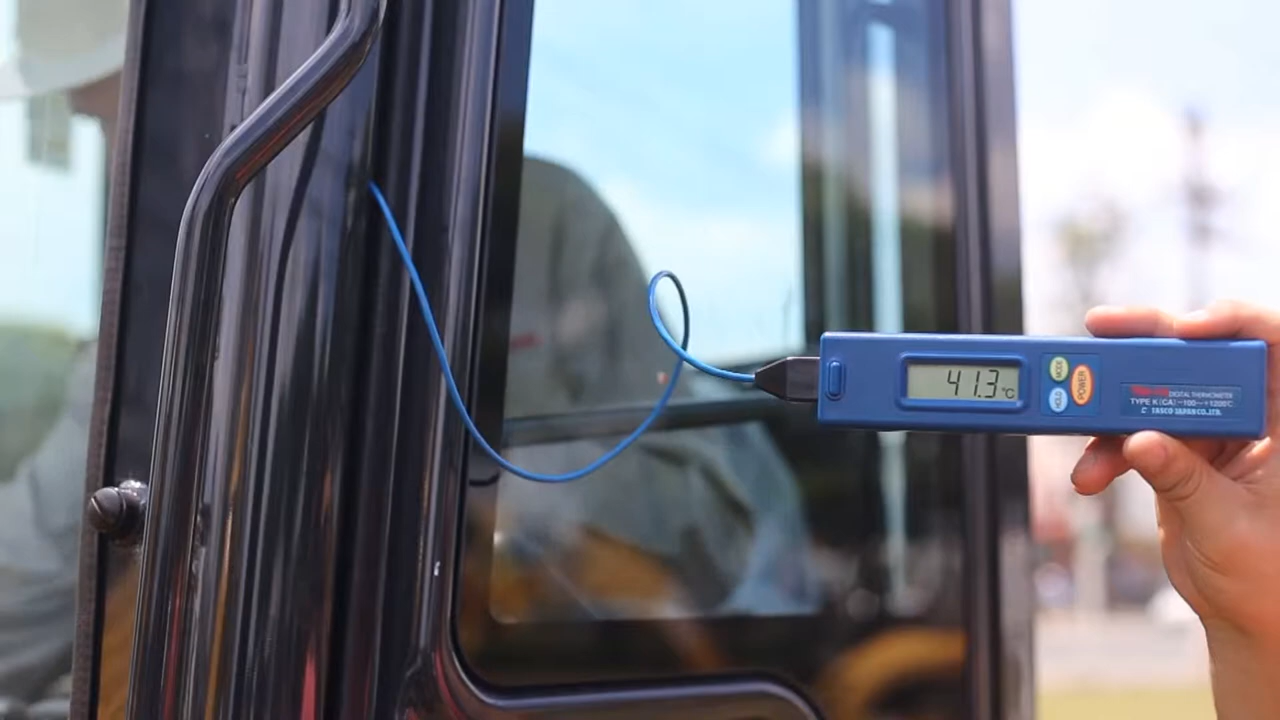 41.3 °C
MODE
HOLD
POWER
DIGITAL THERMOMETER
TYPE K (CA) -100~+1200°C
TASCO JAPAN CO., LTD.